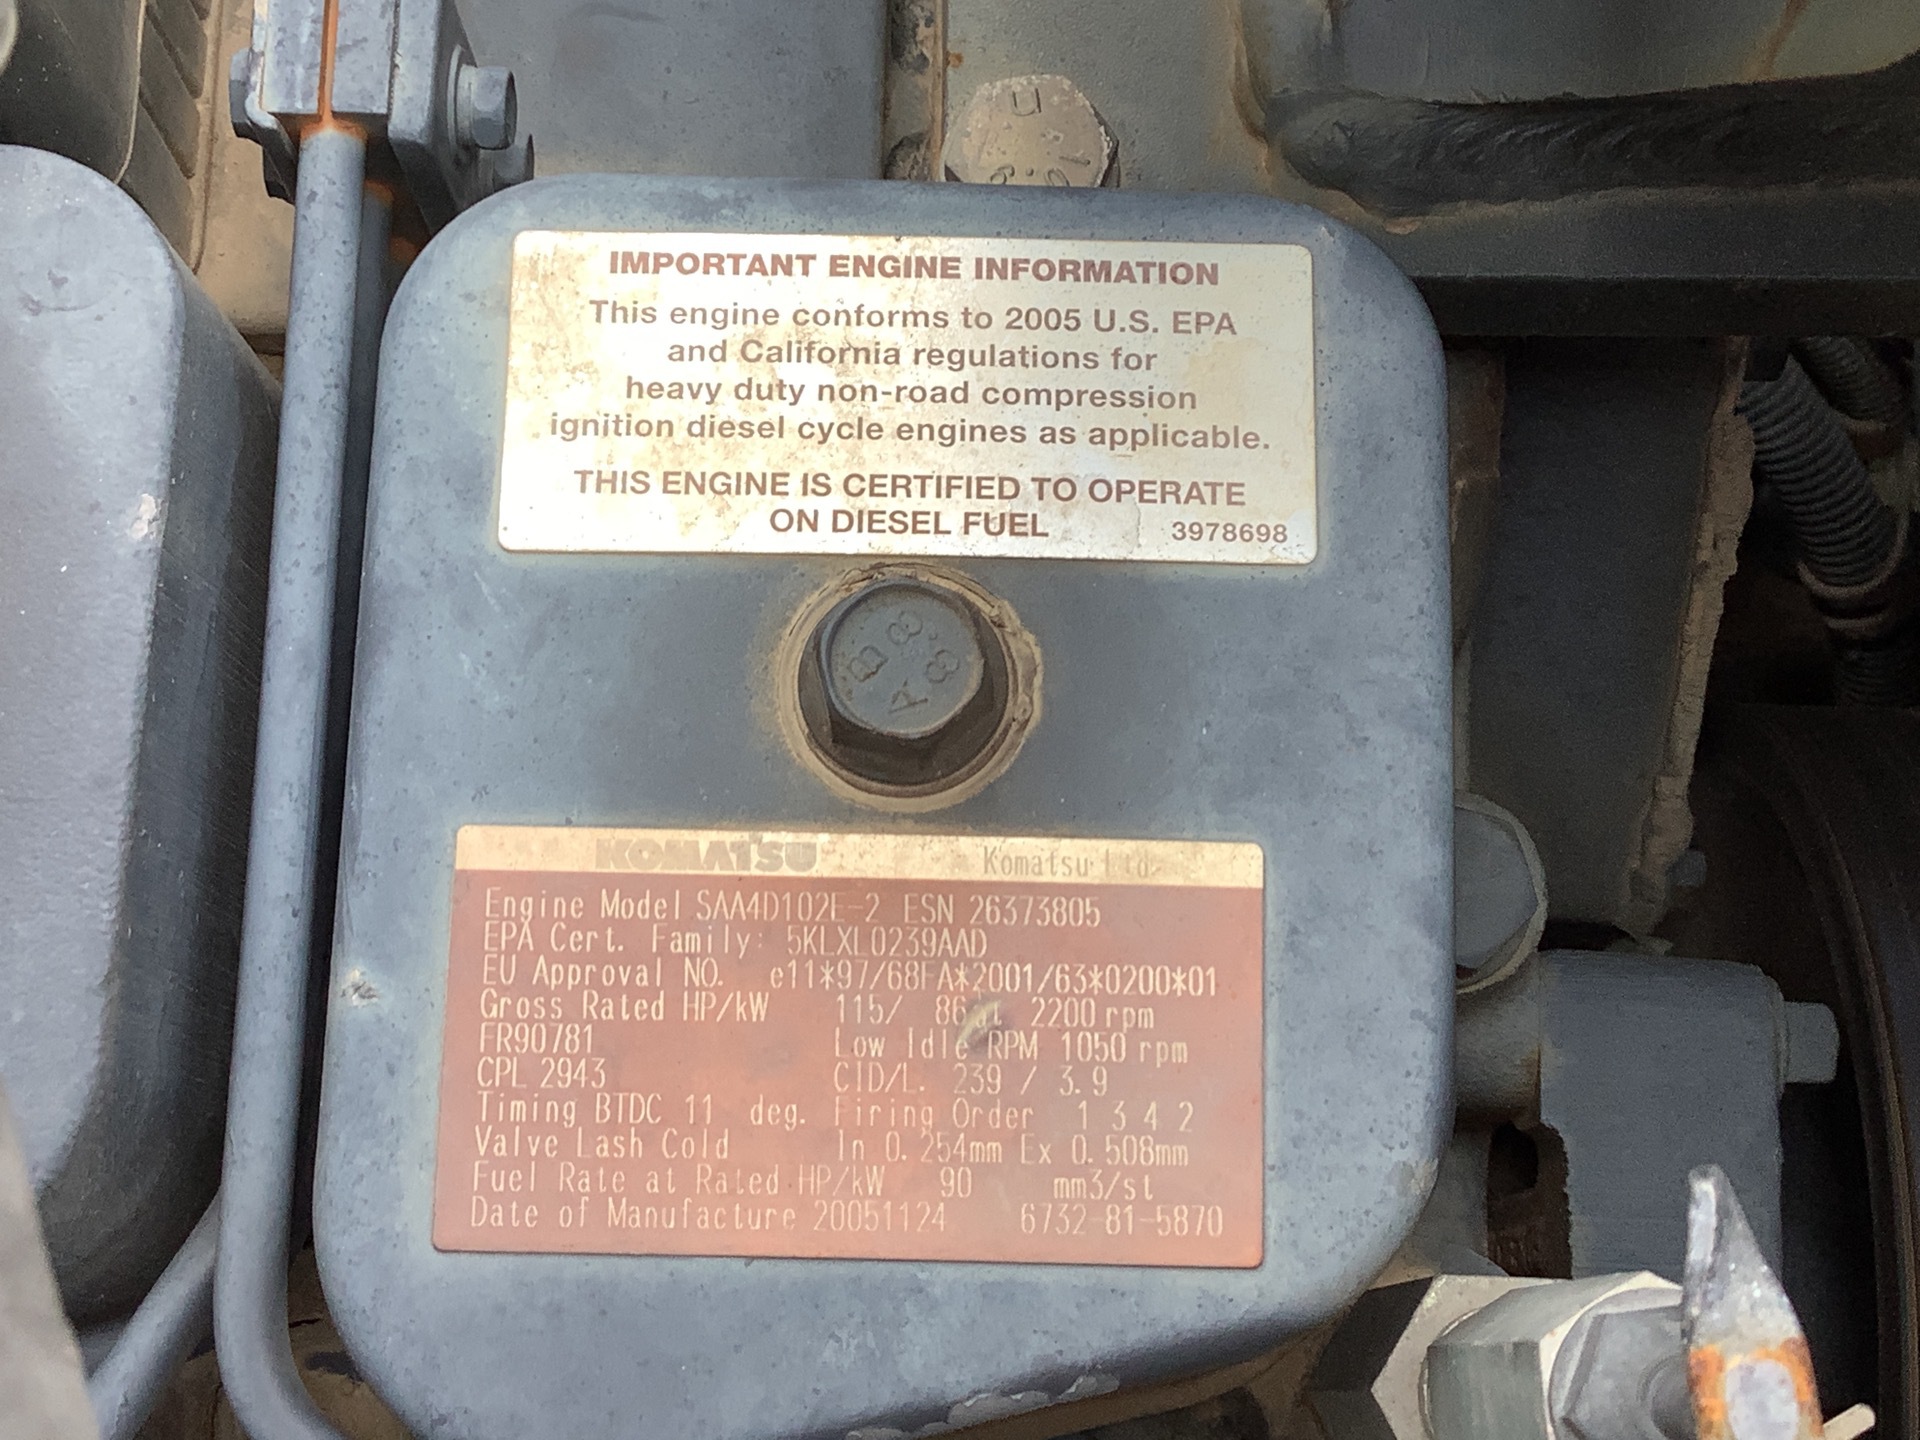 IMPORTANT ENGINE INFORMATION
This engine conforms to 2005 U.S. EPA
and California regulations for
heavy duty non-road compression
ignition diesel cycle engines as applicable.
THIS ENGINE IS CERTIFIED TO OPERATE
ON DIESEL FUEL 3978698
8.8
B A
KOMATSU Komatsu Ltd.
Engine Model SAA4D102E-2 ESN 26373805
EPA Cert. Family: 5KLXL0239AAD
EU Approval NO. e11*97/68FA*2001/63*0200*01
Gross Rated HP/kW 115/ 86 at 2200 rpm
FR90781 Low Idle RPM 1050 rpm
CPL 2943 CID/L. 239 / 3.9
Timing BTDC 11 deg. Firing Order 1 3 4 2
Valve Lash Cold In 0.254mm Ex 0.508mm
Fuel Rate at Rated HP/kW 90 mm3/st
Date of Manufacture 20051124 6732-81-5870